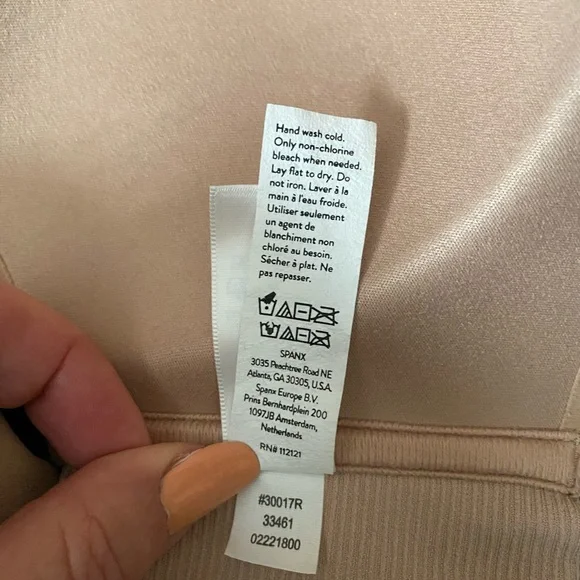 Hand wash cold.
Only non-chlorine
bleach when needed.
Lay flat to dry. Do
not iron. Laver à la
main à l'eau froide.
Utiliser seulement
un agent de
blanchiment non
chloré au besoin.
Sécher à plat. Ne
pas repasser.
SPANX
3035 Peachtree Road NE
Atlanta, GA 30305, U.S.A.
Spanx Europe B.V.
Prins Bernhardplein 200
1097JB Amsterdam,
Netherlands
RN# 112121
#30017R
33461
02221800